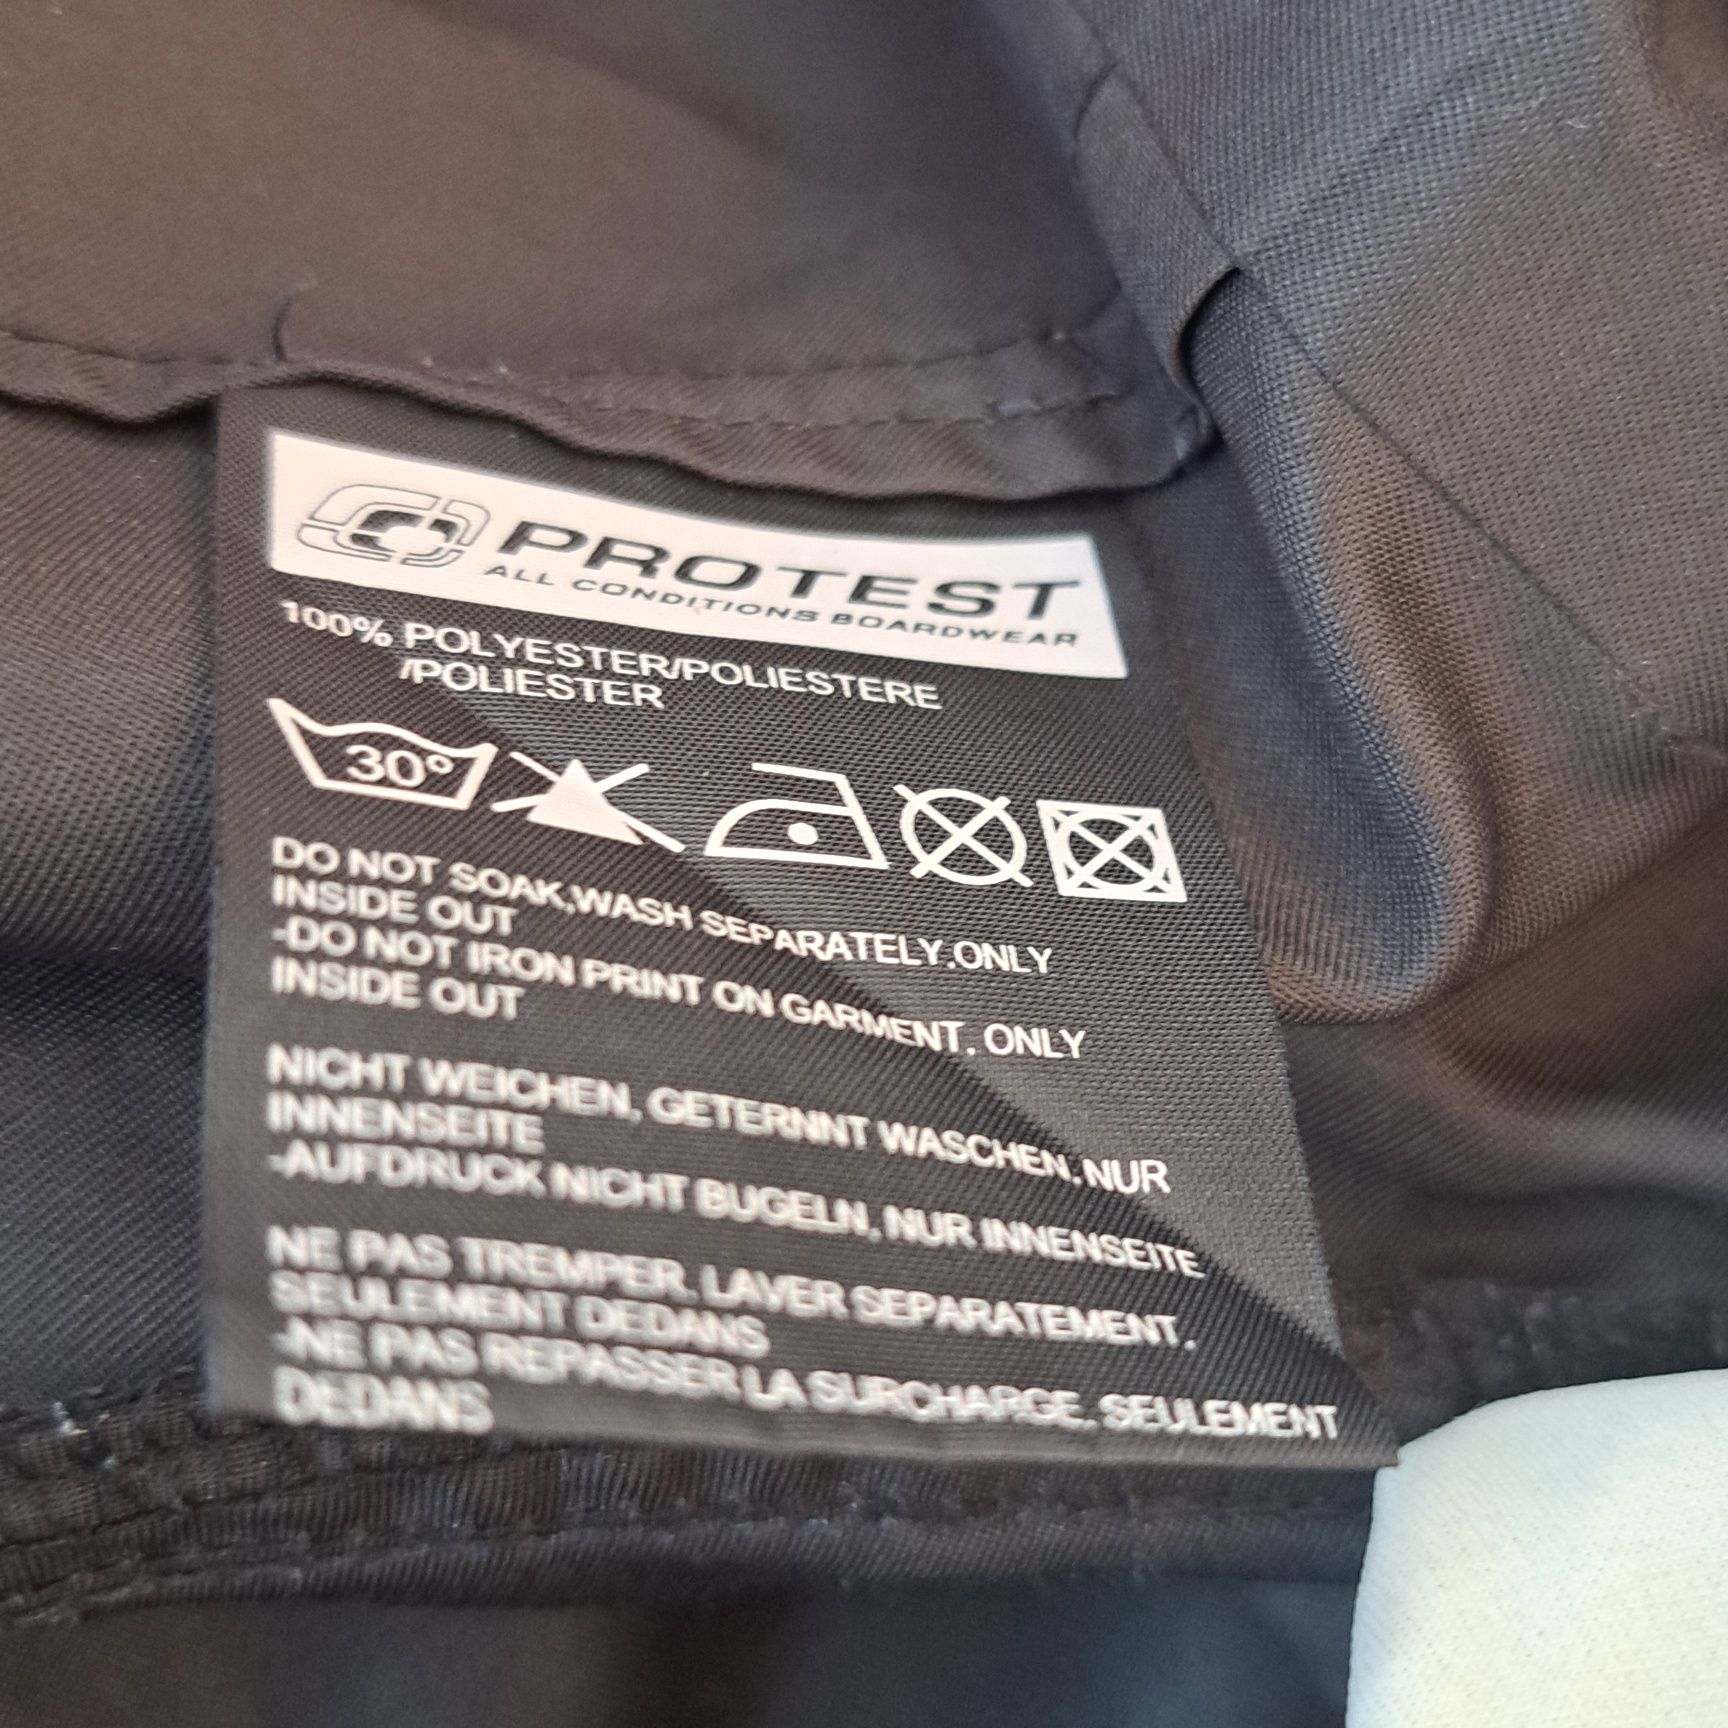 PROTEST
ALL CONDITIONS BOARDWEAR
100% POLYESTER/POLIESTERE
/POLIESTER
30°
DO NOT SOAK,WASH SEPARATELY.ONLY
INSIDE OUT
-DO NOT IRON PRINT ON GARMENT. ONLY
INSIDE OUT
NICHT WEICHEN, GETERNNT WASCHEN. NUR
INNENSEITE
-AUFDRUCK NICHT BUGELN, NUR INNENSEITE
NE PAS TREMPER. LAVER SEPARATEMENT.
SEULEMENT DEDANS
-NE PAS REPASSER LA SURCHARGE. SEULEMENT
DEDANS